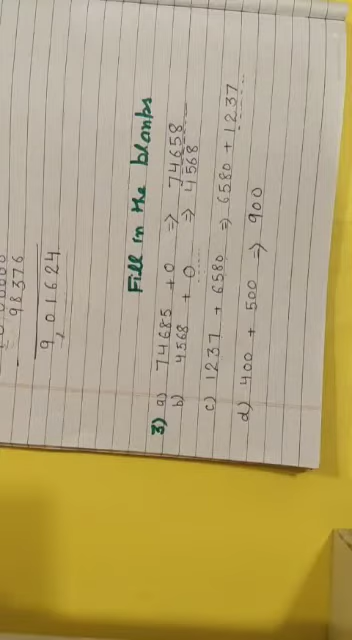 98376
9,01624
Fill in the blanks
3) a) 74685 + 0 ⇒ 74658
b) 4568 + 0 ⇒ 4568
c) 1237 + 6580 ⇒ 6580 + 1237
d) 400 + 500 ⇒ 900